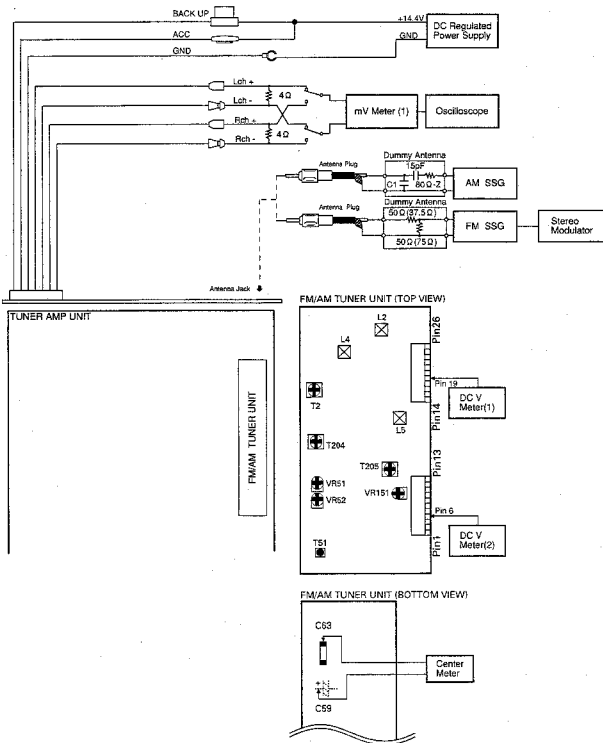 BACK UP
ACC
GND
+14.4V
GND
DC Regulated
Power Supply
Lch +
4Ω
Lch -
Rch +
4Ω
Rch -
mV Meter (1)
Oscilloscope
Antenna Plug
Dummy Antenna
15pF
C1
80Ω-Z
AM SSG
Antenna Plug
Dummy Antenna
50Ω(37.5Ω)
50Ω(75Ω)
FM SSG
Stereo
Modulator
Antenna Jack
TUNER AMP UNIT
FM/AM TUNER UNIT
FM/AM TUNER UNIT (TOP VIEW)
L2
L4
Pin26
T2
Pin 19
DC V
Meter(1)
Pin14
L5
T204
T205
Pin13
VR51
VR52
VR151
Pin 6
T51
Pin1
DC V
Meter(2)
FM/AM TUNER UNIT (BOTTOM VIEW)
C63
+
C59
Center
Meter